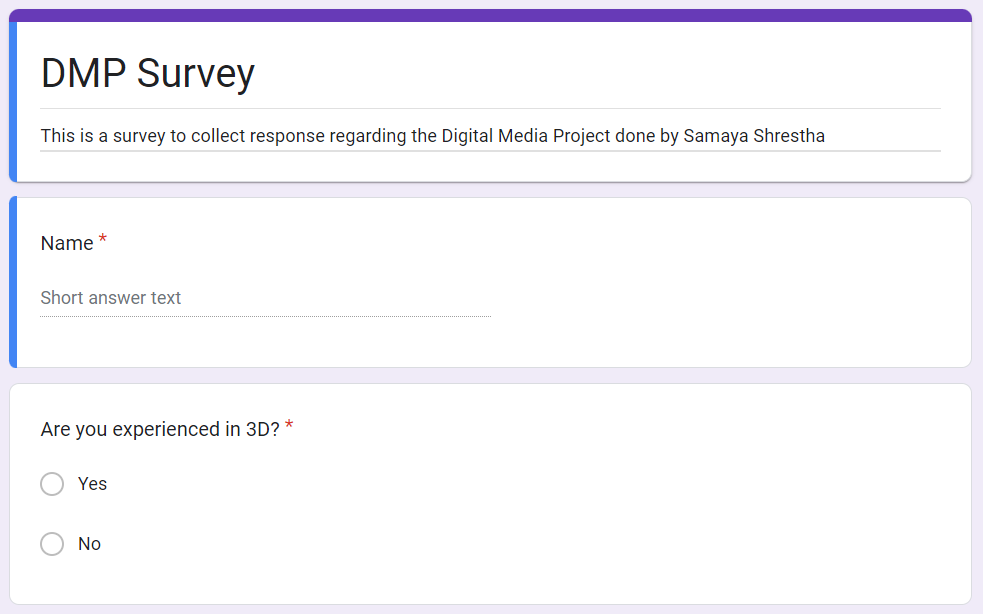 DMP Survey
This is a survey to collect response regarding the Digital Media Project done by Samaya Shrestha
Name *
Short answer text
Are you experienced in 3D? *
Yes
No